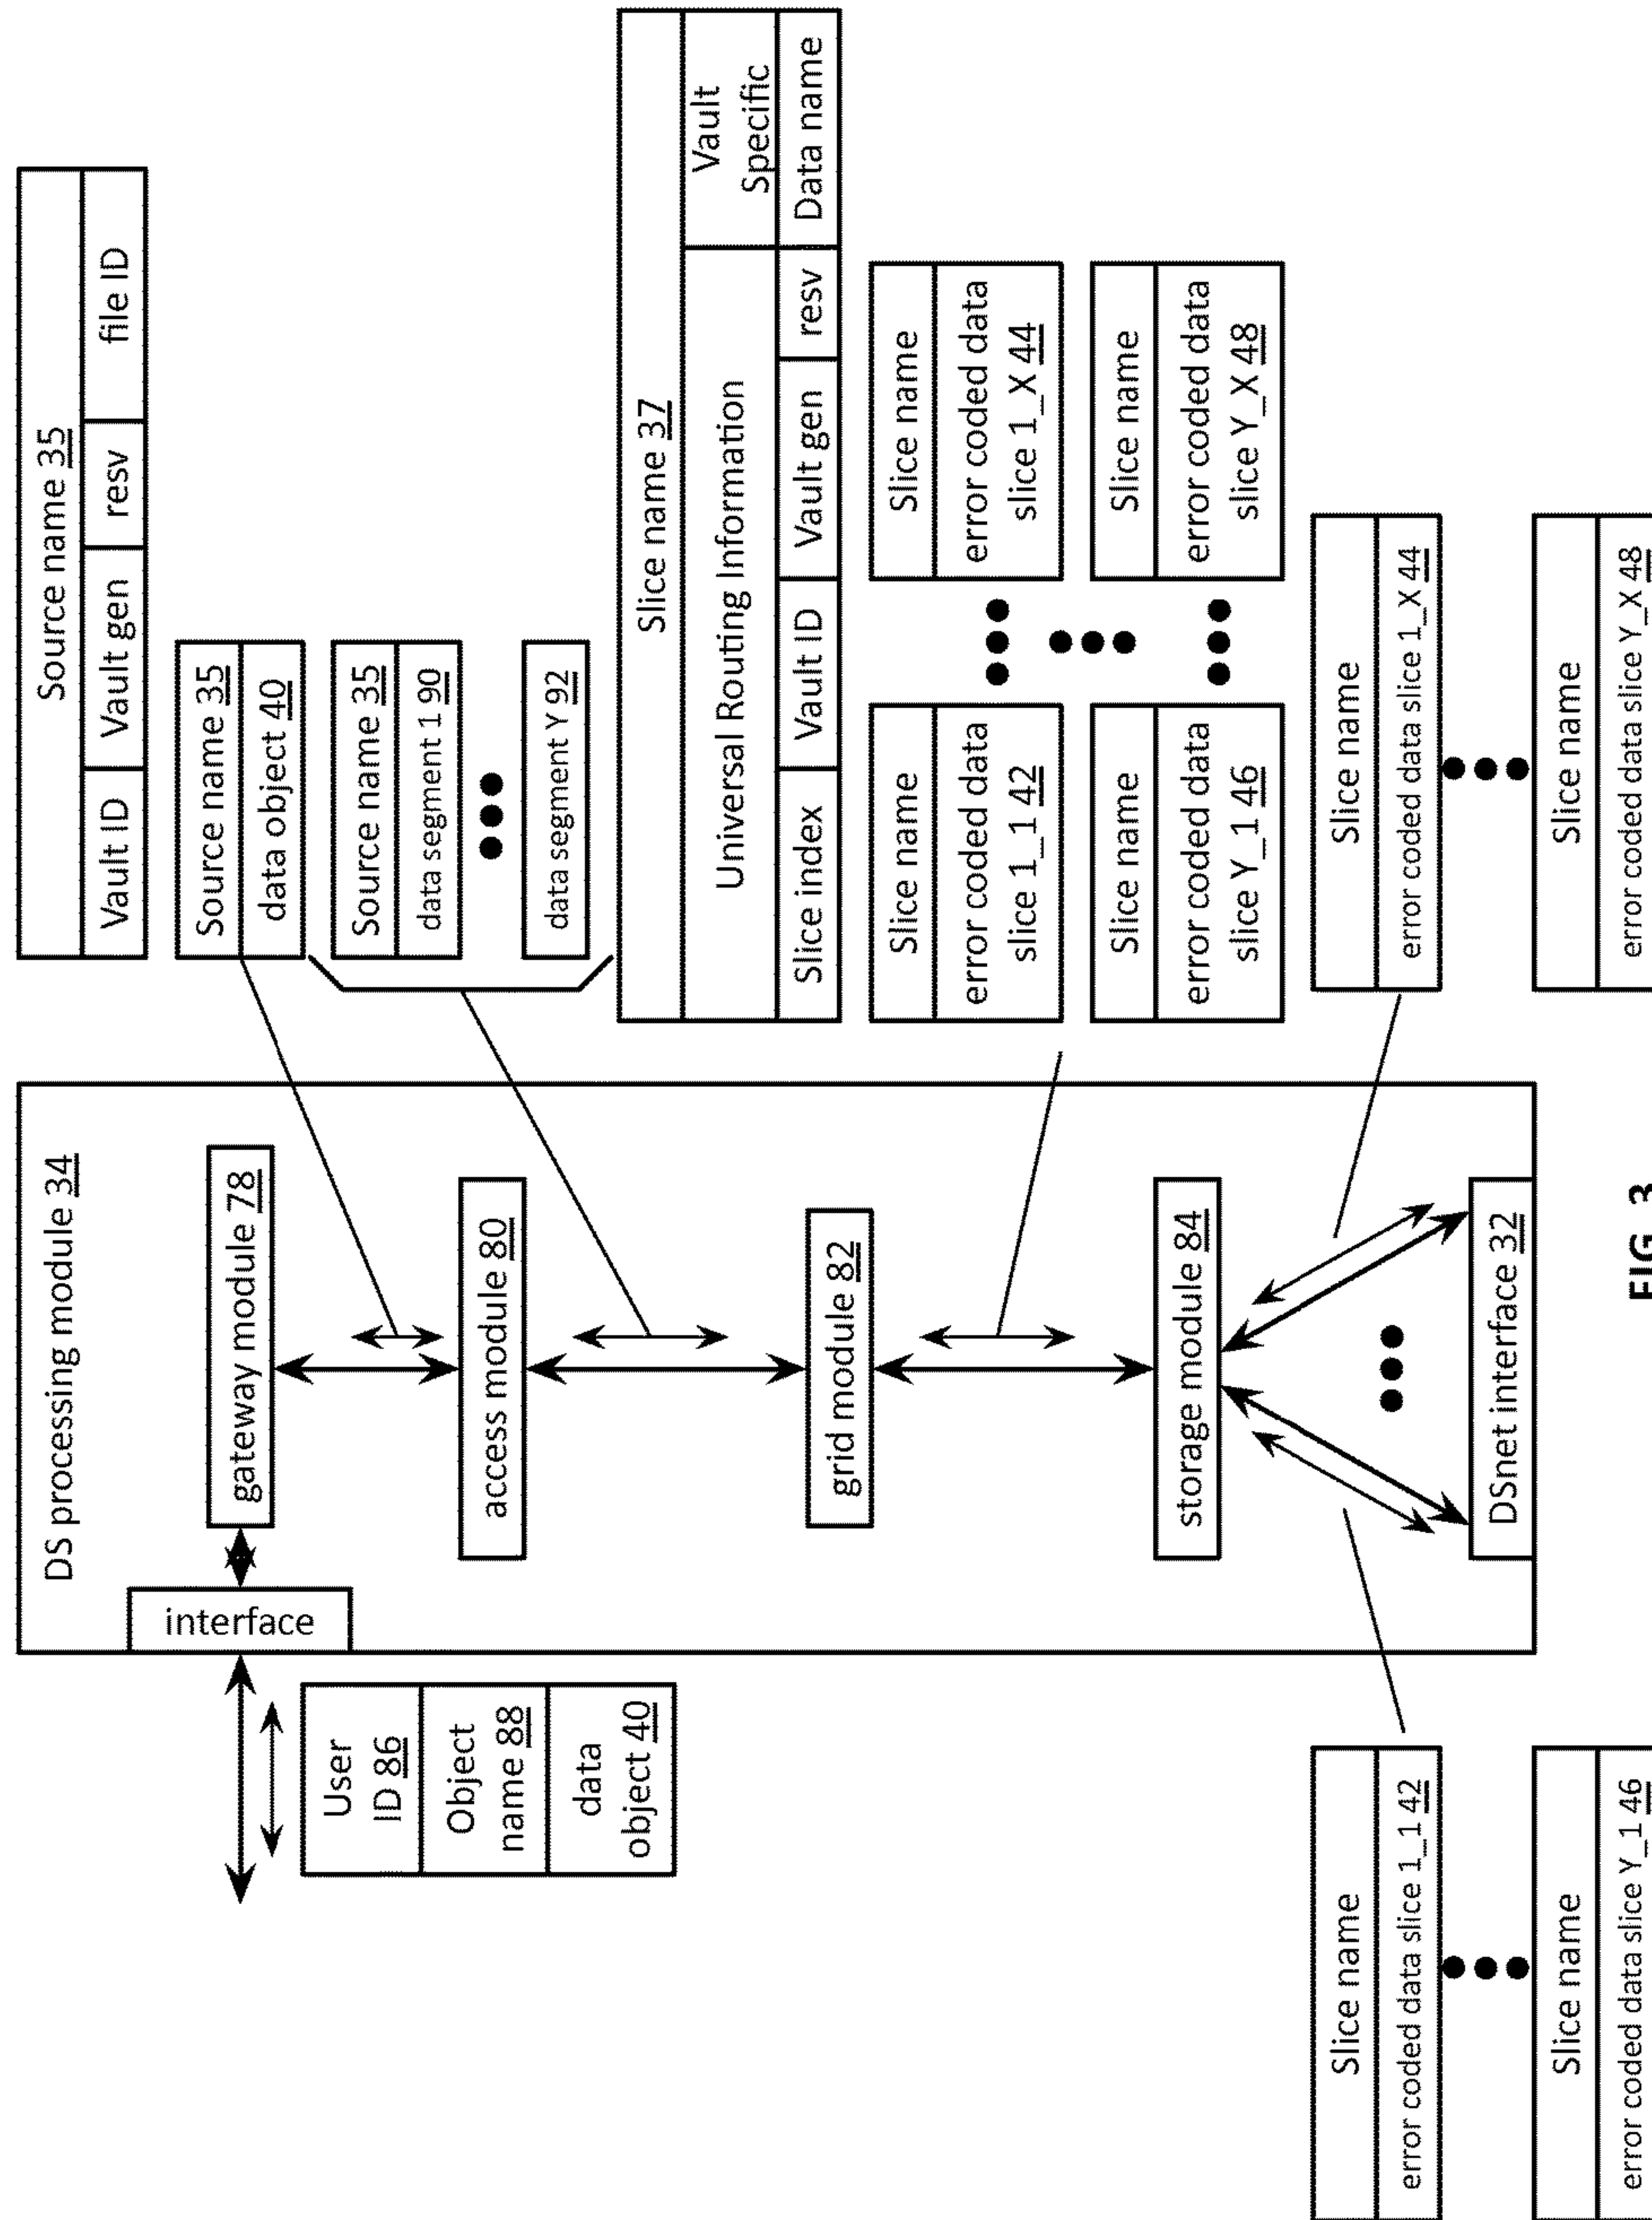 DS processing module 34
interface
gateway module 78
access module 80
grid module 82
storage module 84
DSnet interface 32
User
ID 86
Object
name 88
data
object 40
Source name 35
Vault ID
Vault gen
resv
file ID
Source name 35
data object 40
Source name 35
data segment 1 90
data segment Y 92
Slice name 37
Universal Routing Information
Vault
Specific
Slice index
Vault ID
Vault gen
resv
Data name
Slice name
error coded data
slice 1_1 42
Slice name
error coded data
slice 1_X 44
Slice name
error coded data
slice Y_1 46
Slice name
error coded data
slice Y_X 48
Slice name
error coded data slice 1_1 42
Slice name
error coded data slice Y_1 46
Slice name
error coded data slice 1_X 44
Slice name
error coded data slice Y_X 48
FIG. 3